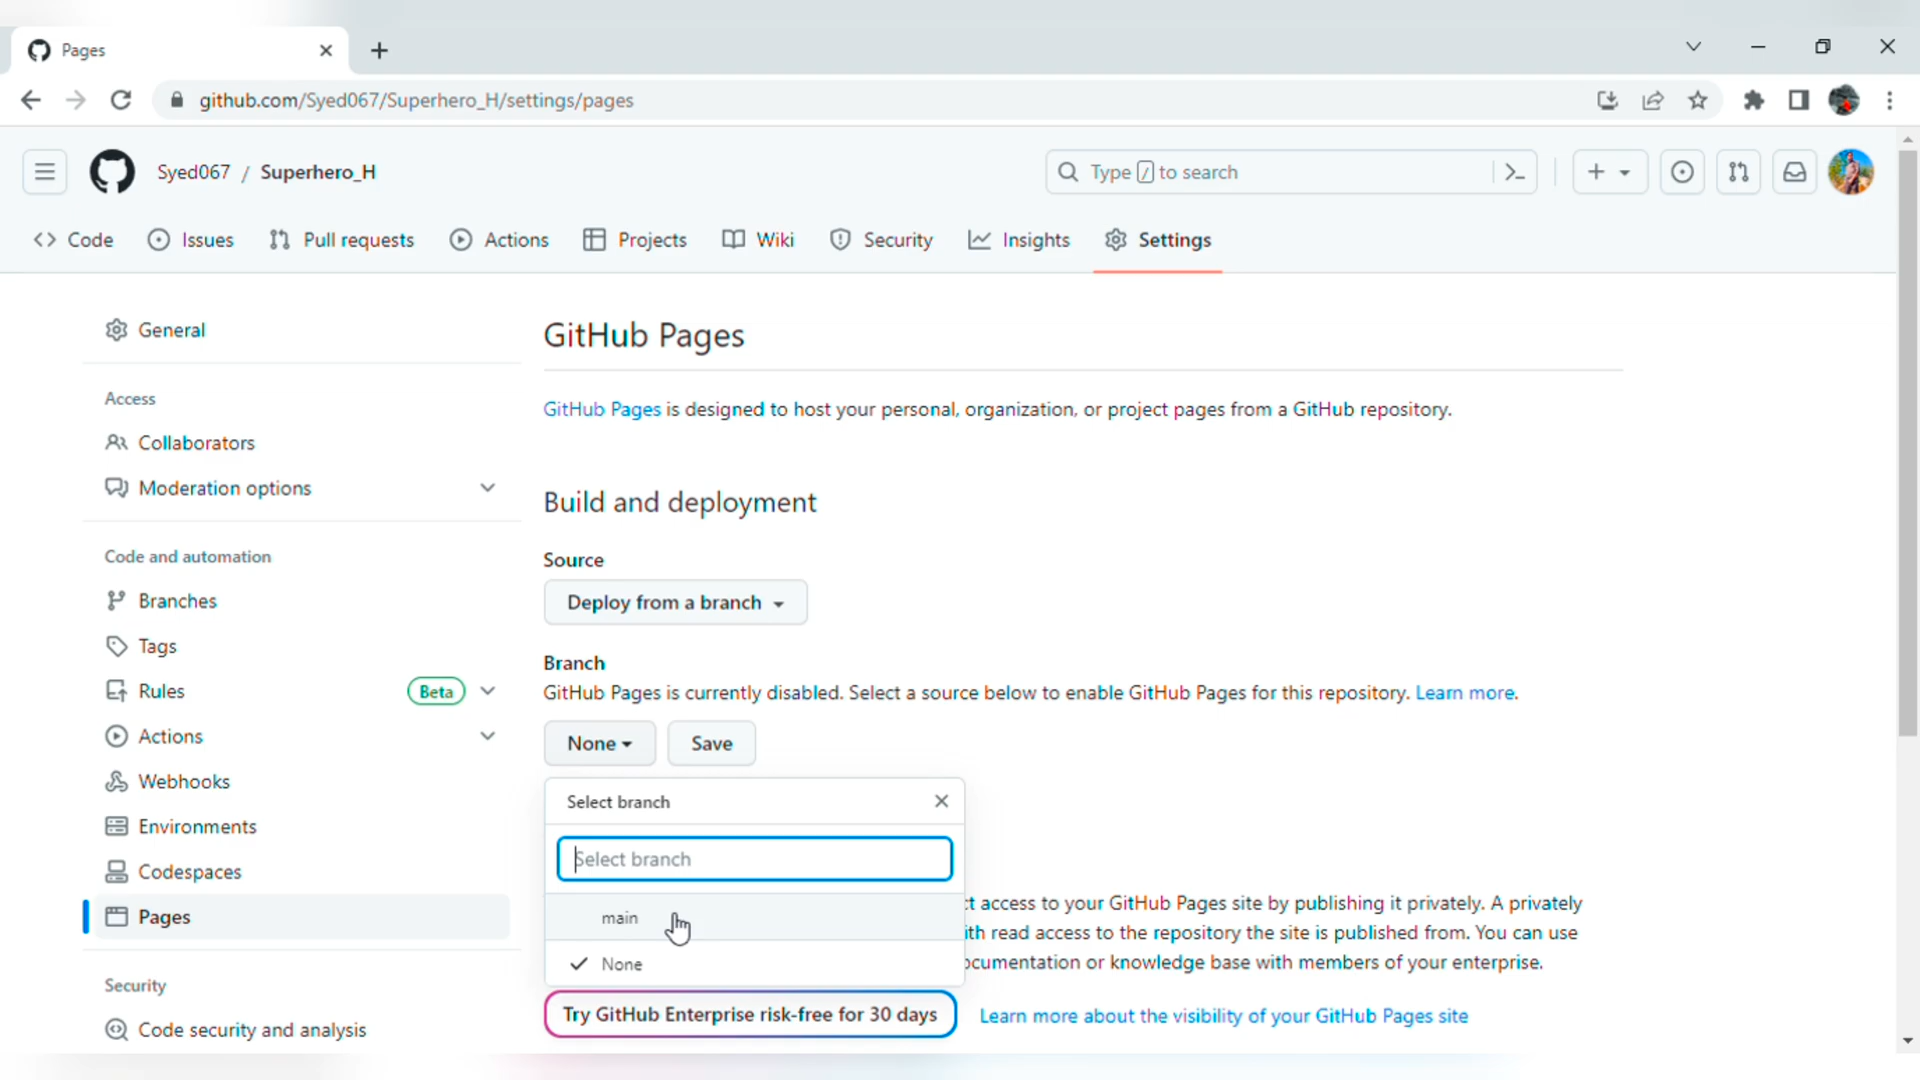 Pages
github.com/Syed067/Superhero_H/settings/pages
Syed067 / Superhero_H
Type / to search
Code Issues Pull requests Actions Projects Wiki Security Insights Settings
General
Access
Collaborators
Moderation options
Code and automation
Branches
Tags
Rules Beta
Actions
Webhooks
Environments
Codespaces
Pages
Security
Code security and analysis
GitHub Pages
GitHub Pages is designed to host your personal, organization, or project pages from a GitHub repository.
Build and deployment
Source
Deploy from a branch
Branch
GitHub Pages is currently disabled. Select a source below to enable GitHub Pages for this repository. Learn more.
None Save
Select branch
Select branch
main
None
access to your GitHub Pages site by publishing it privately. A privately
read access to the repository the site is published from. You can use
or knowledge base with members of your enterprise.
Try GitHub Enterprise risk-free for 30 days Learn more about the visibility of your GitHub Pages site